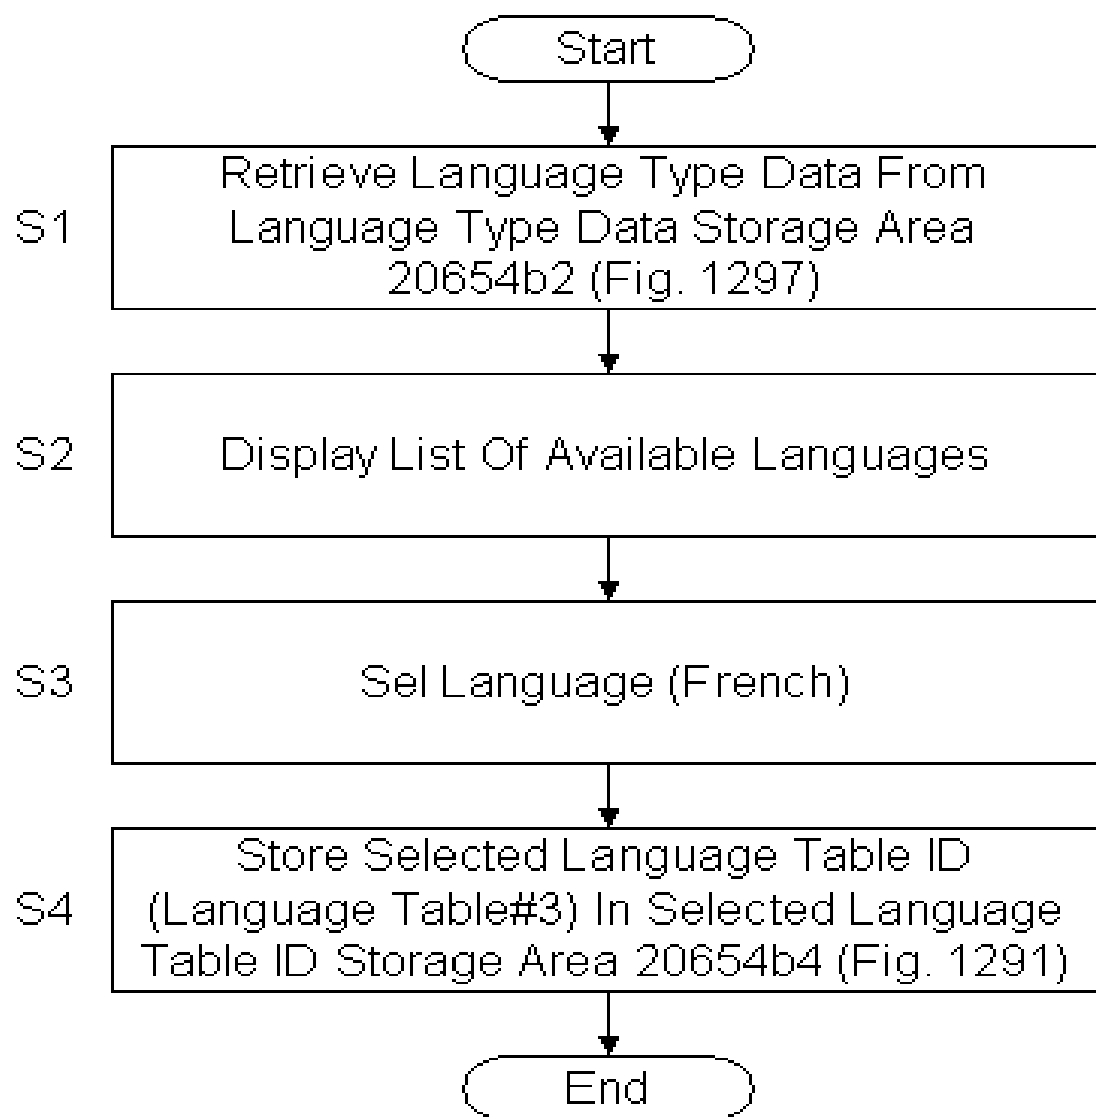 Start
S1
Retrieve Language Type Data From
Language Type Data Storage Area
20654b2 (Fig. 1297)
S2
Display List Of Available Languages
S3
Sel Language (French)
S4
Store Selected Language Table ID
(Language Table#3) In Selected Language
Table ID Storage Area 20654b4 (Fig. 1291)
End